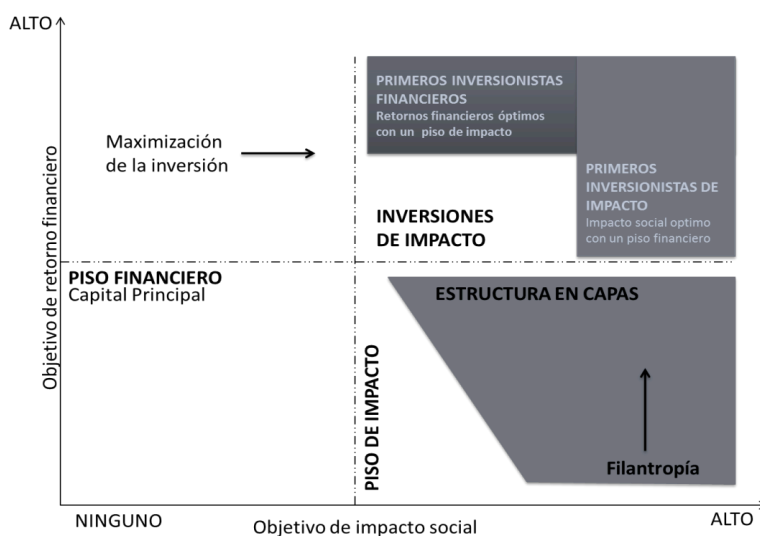 ALTO
PRIMEROS INVERSIONISTAS
FINANCIEROS
Retornos financieros óptimos
con un piso de impacto
Maximización
de la inversión
PRIMEROS
INVERSIONISTAS DE
IMPACTO
Impacto social optimo
con un piso financiero
INVERSIONES
DE IMPACTO
Objetivo de retorno financiero
PISO FINANCIERO
Capital Principal
ESTRUCTURA EN CAPAS
PISO DE IMPACTO
Filantropía
NINGUNO
Objetivo de impacto social
ALTO